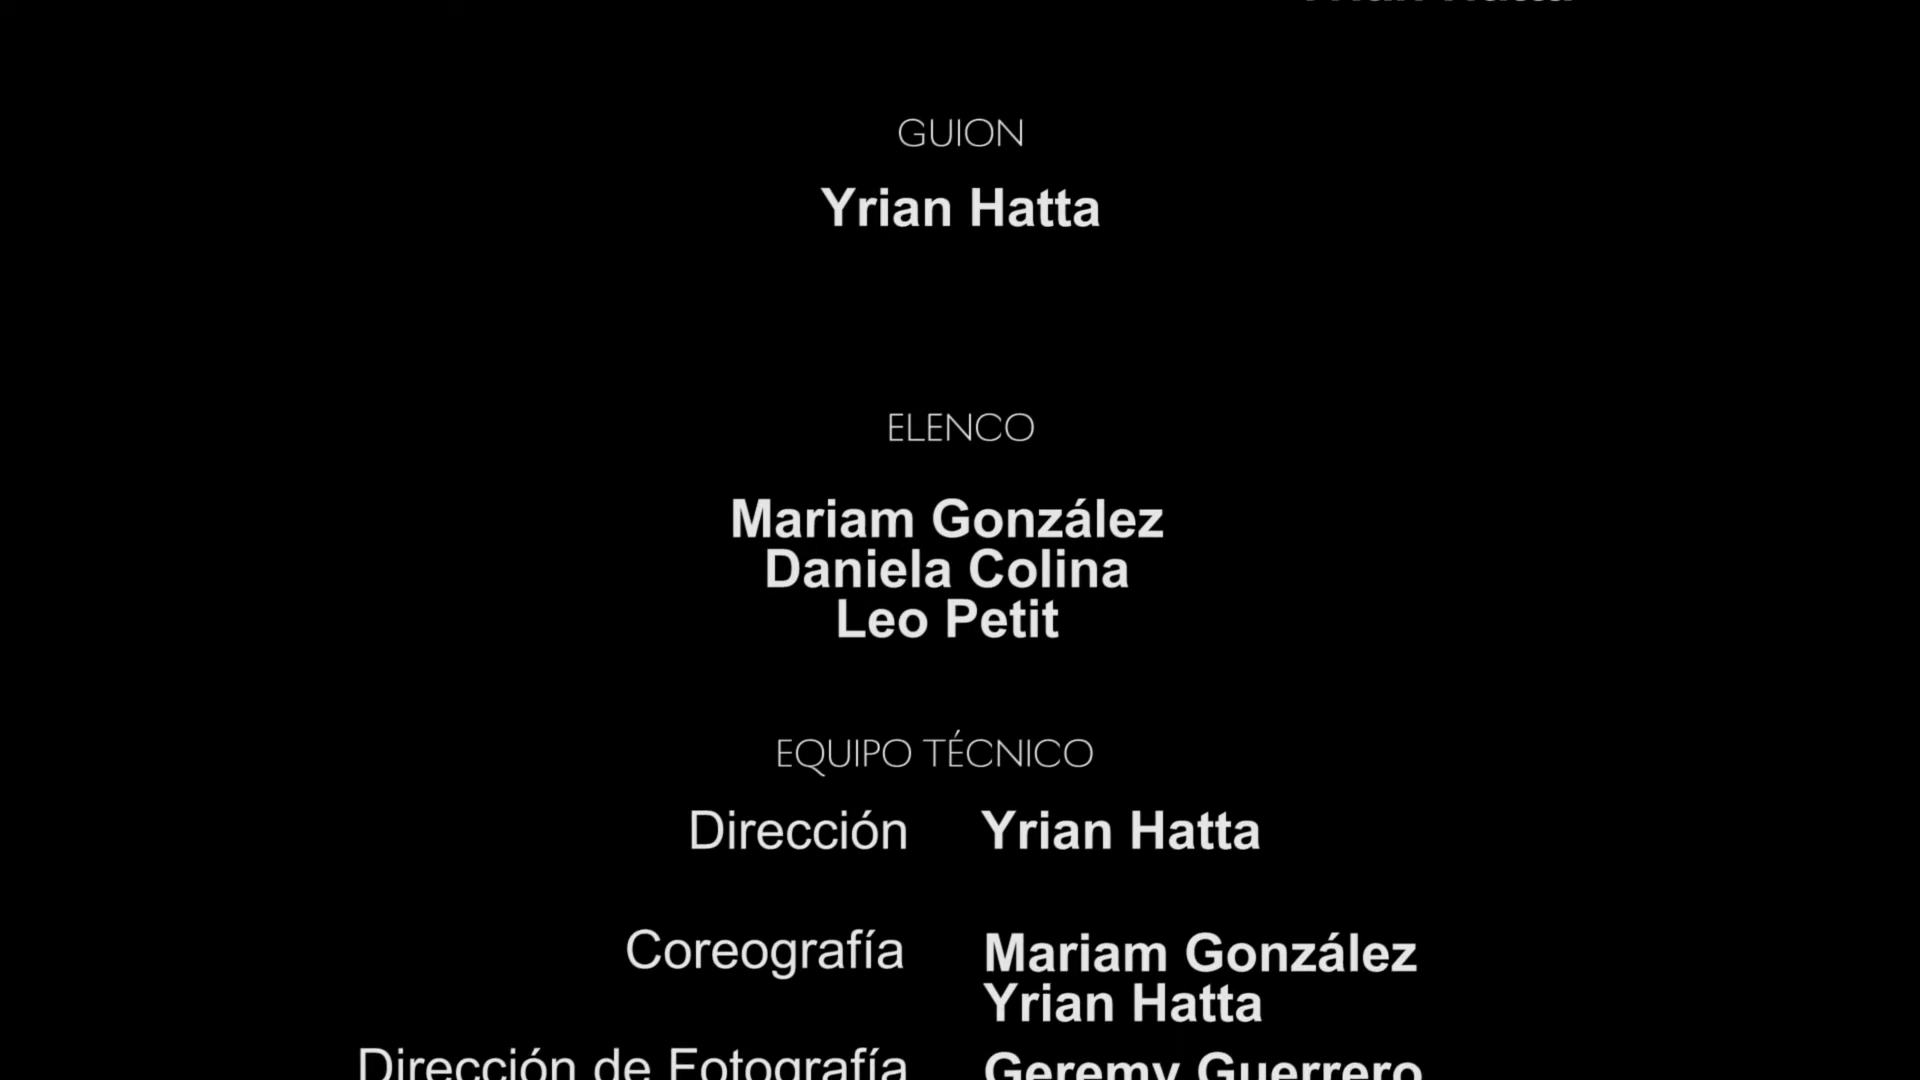 GUION
Yrian Hatta
ELENCO
Mariam González
Daniela Colina
Leo Petit
EQUIPO TÉCNICO
Dirección Yrian Hatta
Coreografía Mariam González
Yrian Hatta
Dirección de Fotografía Geremy Guerrero